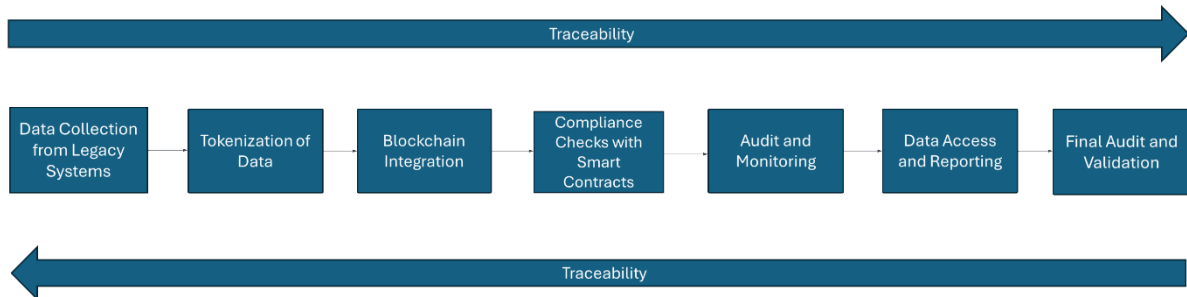 Traceability
Data Collection
from Legacy
Systems
Tokenization of
Data
Blockchain
Integration
Compliance
Checks with
Smart
Contracts
Audit and
Monitoring
Data Access
and Reporting
Final Audit and
Validation
Traceability